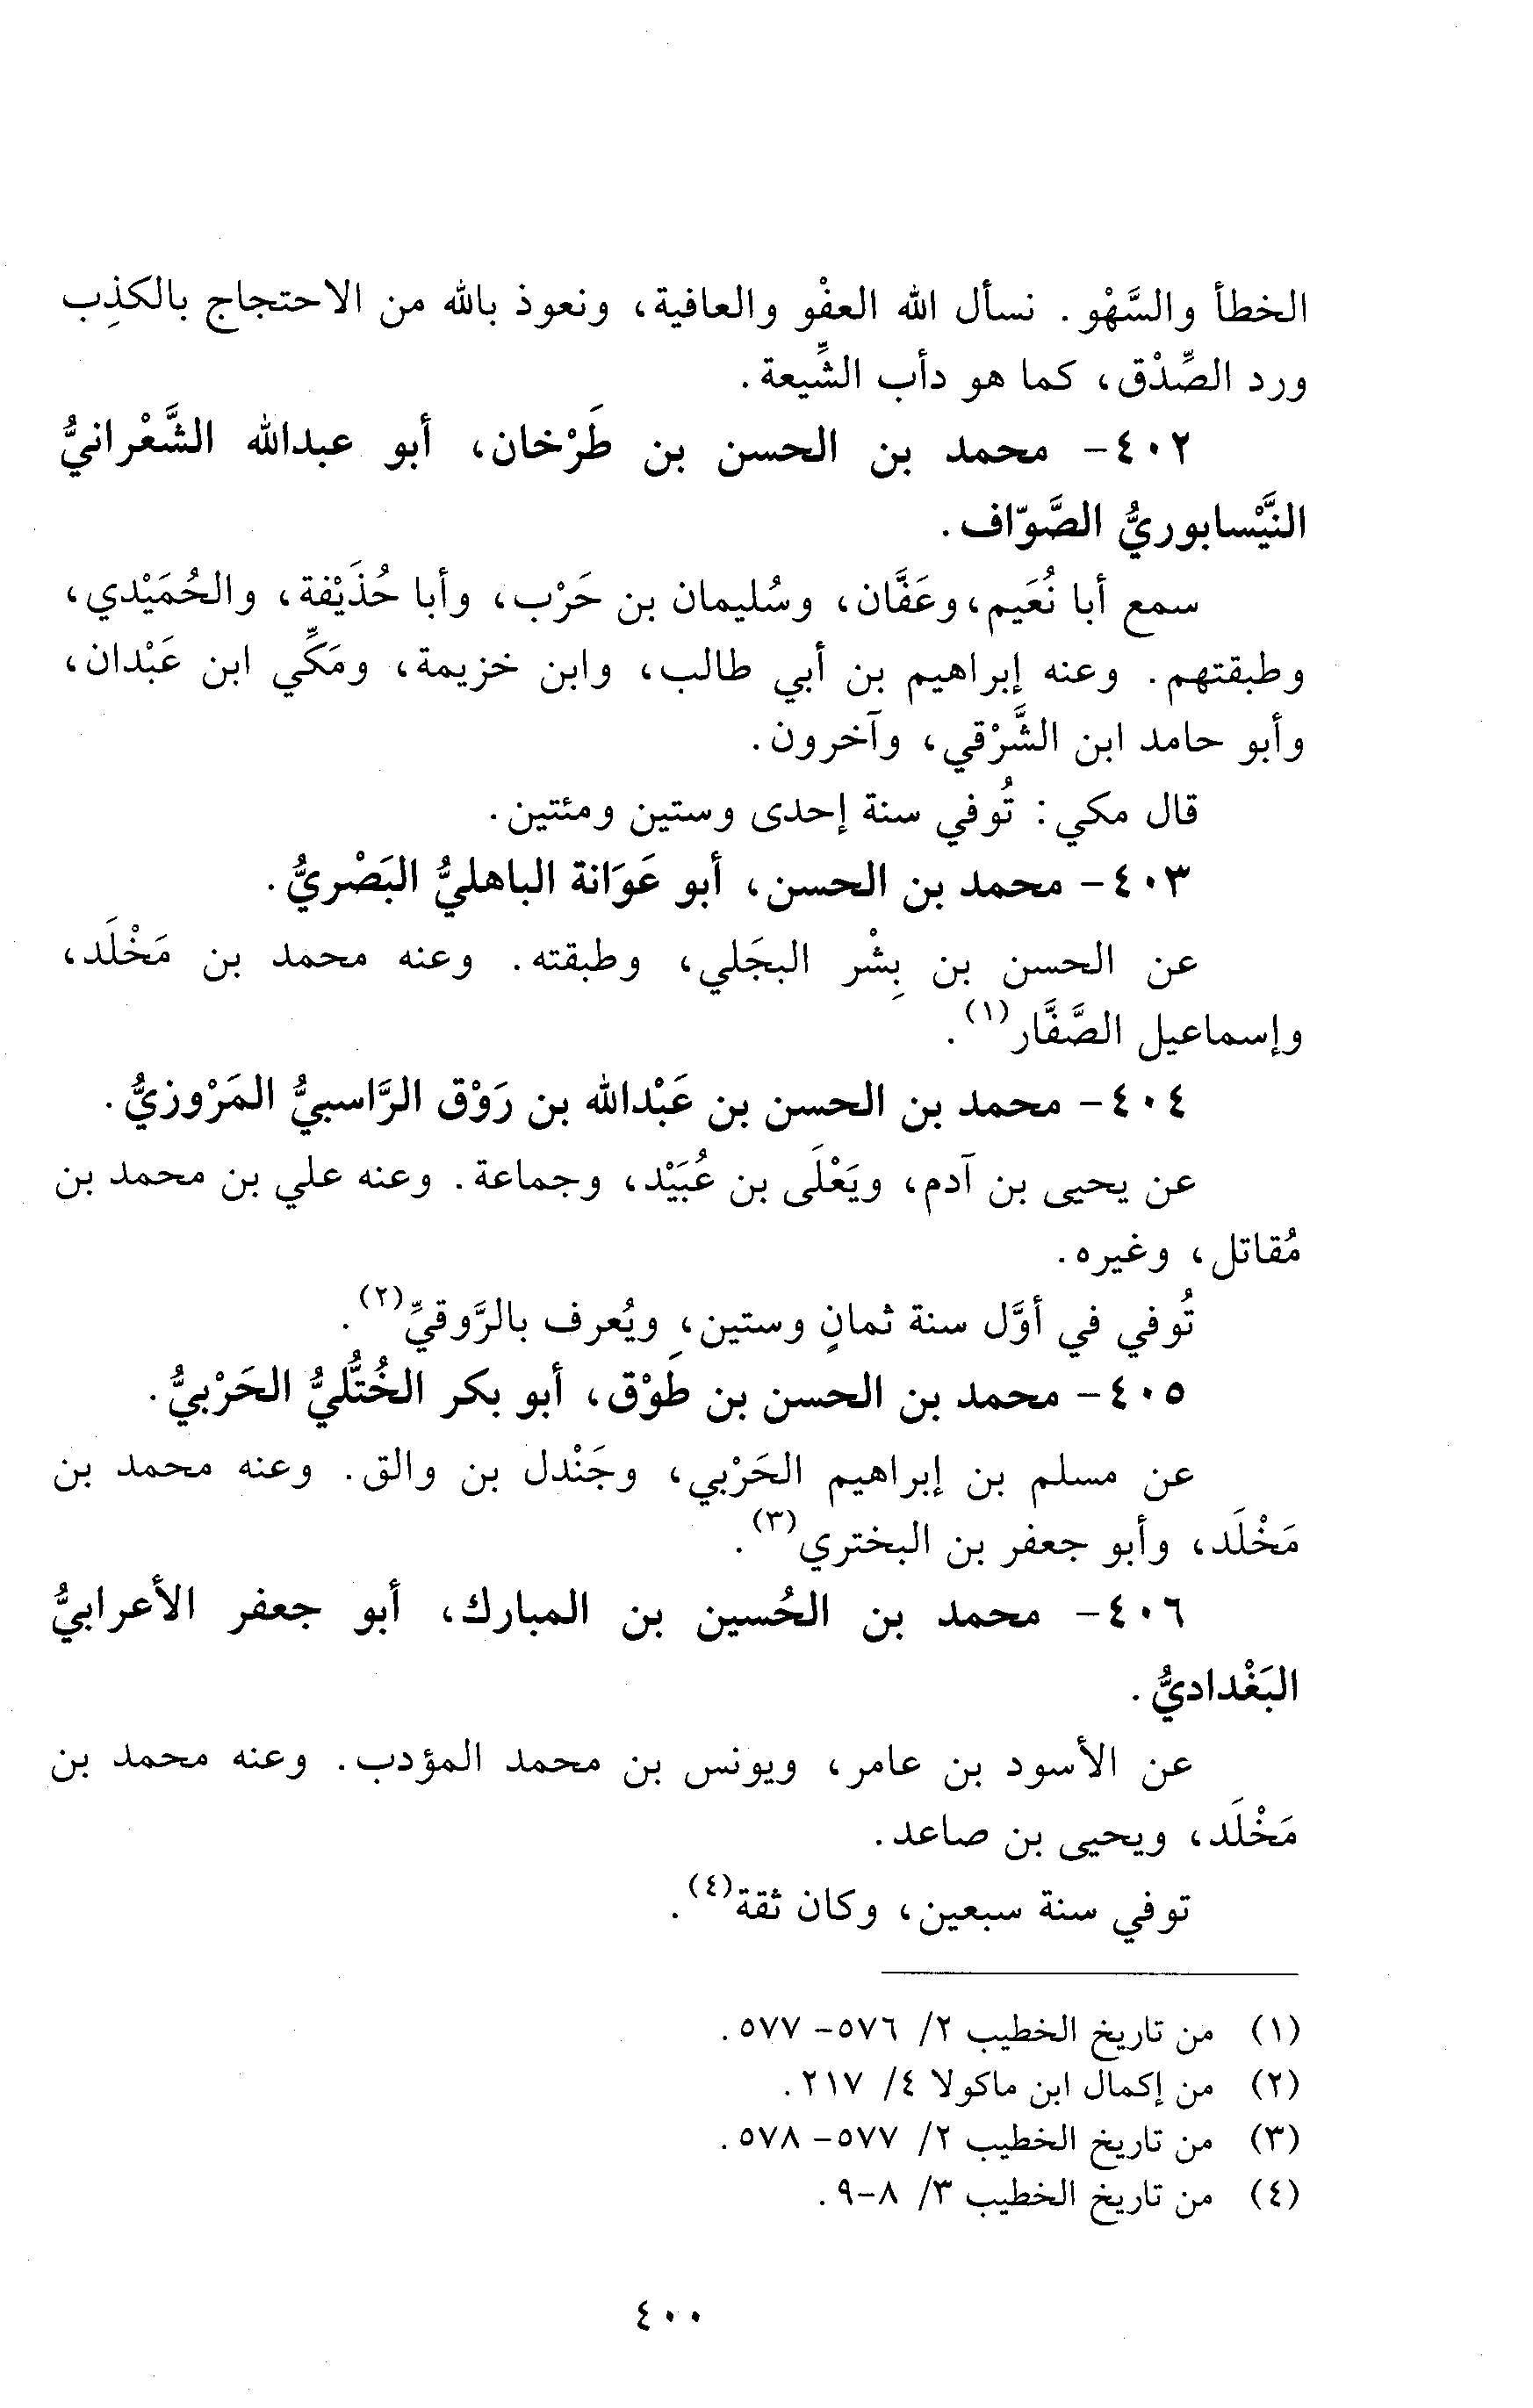 الخطأ والسَّهْو. نسأل الله العفْو والعافية، ونعوذ بالله من الاحتجاج بالكذِب
ورد الصِّدْق، كما هو دأب الشِّيعة.
٤٠٢- محمد بن الحسن بن طَرْخان، أبو عبدالله الشَّعْرانيُّ
النَّيْسابوريُّ الصَّوّاف.
سمع أبا نُعَيم، وعَفَّان، وسُليمان بن حَرْب، وأبا حُذَيْفة، والحُمَيْدي،
وطبقتهم. وعنه إبراهيم بن أبي طالب، وابن خزيمة، ومَكِّي ابن عَبْدان،
وأبو حامد ابن الشَّرْقي، وآخرون.
قال مكي: تُوفي سنة إحدى وستين ومئتين.
٤٠٣- محمد بن الحسن، أبو عَوَانة الباهليُّ البَصْريُّ.
عن الحسن بن بِشْر البجَلي، وطبقته. وعنه محمد بن مَخْلَد،
وإسماعيل الصَّفَّار(١).
٤٠٤- محمد بن الحسن بن عَبْدالله بن رَوْق الرَّاسبيُّ المَرْوزيُّ.
عن يحيى بن آدم، ويَعْلَى بن عُبَيْد، وجماعة. وعنه علي بن محمد بن
مُقاتل، وغيره.
تُوفي في أوَّل سنة ثمانٍ وستين، ويُعرف بالرَّوقيِّ(٢).
٤٠٥- محمد بن الحسن بن طَوْق، أبو بكر الخُتُّليُّ الحَرْبيُّ.
عن مسلم بن إبراهيم الحَرْبي، وجَنْدل بن والق. وعنه محمد بن
مَخْلَد، وأبو جعفر بن البختري(٣).
٤٠٦- محمد بن الحُسين بن المبارك، أبو جعفر الأعرابيُّ
البَغْداديُّ.
عن الأسود بن عامر، ويونس بن محمد المؤدب. وعنه محمد بن
مَخْلَد، ويحيى بن صاعد.
توفي سنة سبعين، وكان ثقة(٤).
(١) من تاريخ الخطيب ٢/ ٥٧٦- ٥٧٧.
(٢) من إكمال ابن ماكولا ٤/ ٢١٧.
(٣) من تاريخ الخطيب ٢/ ٥٧٧- ٥٧٨.
(٤) من تاريخ الخطيب ٣/ ٨-٩.
٤٠٠